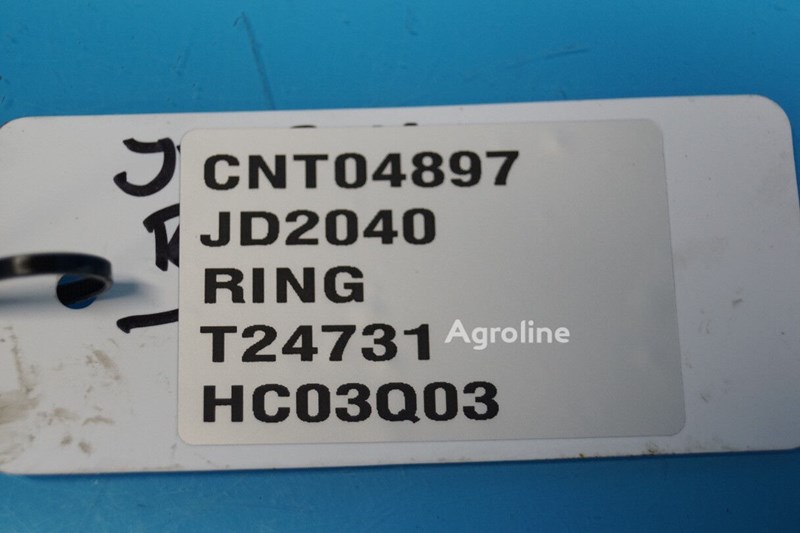 CNT04897
JD2040
RING
T24731
Agroline
HC03Q03